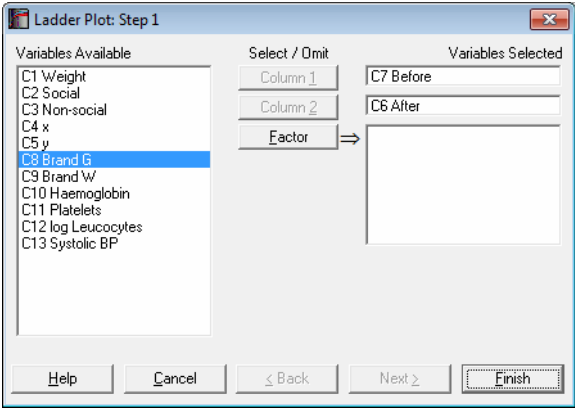 Ladder Plot: Step 1
Variables Available
Select / Omit
Variables Selected
C1 Weight
C2 Social
C3 Non-social
C4 x
C5 y
C8 Brand G
C9 Brand W
C10 Haemoglobin
C11 Platelets
C12 log Leucocytes
C13 Systolic BP
Column 1
Column 2
Factor
C7 Before
C6 After
Help
Cancel
< Back
Next >
Finish